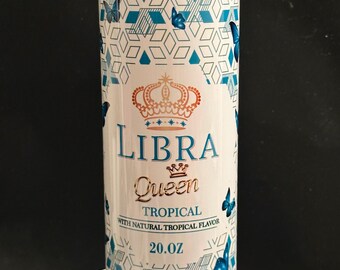 LIBRA
Queen
TROPICAL
WITH NATURAL TROPICAL FLAVOR
20.OZ